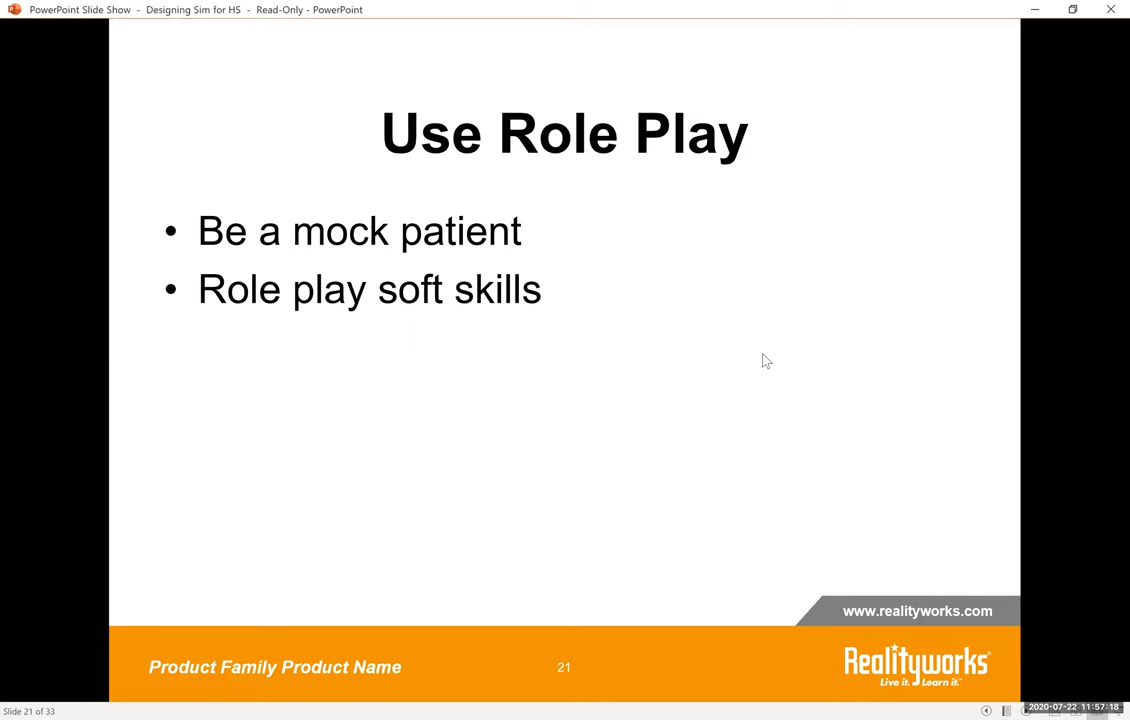 PowerPoint Slide Show - Designing Sim for HS - Read-Only - PowerPoint
Use Role Play
• Be a mock patient
• Role play soft skills
www.realityworks.com
Product Family Product Name
21
Realityworks®
Live it. Learn it.™
Slide 21 of 33
2020-07-22 11:57:18